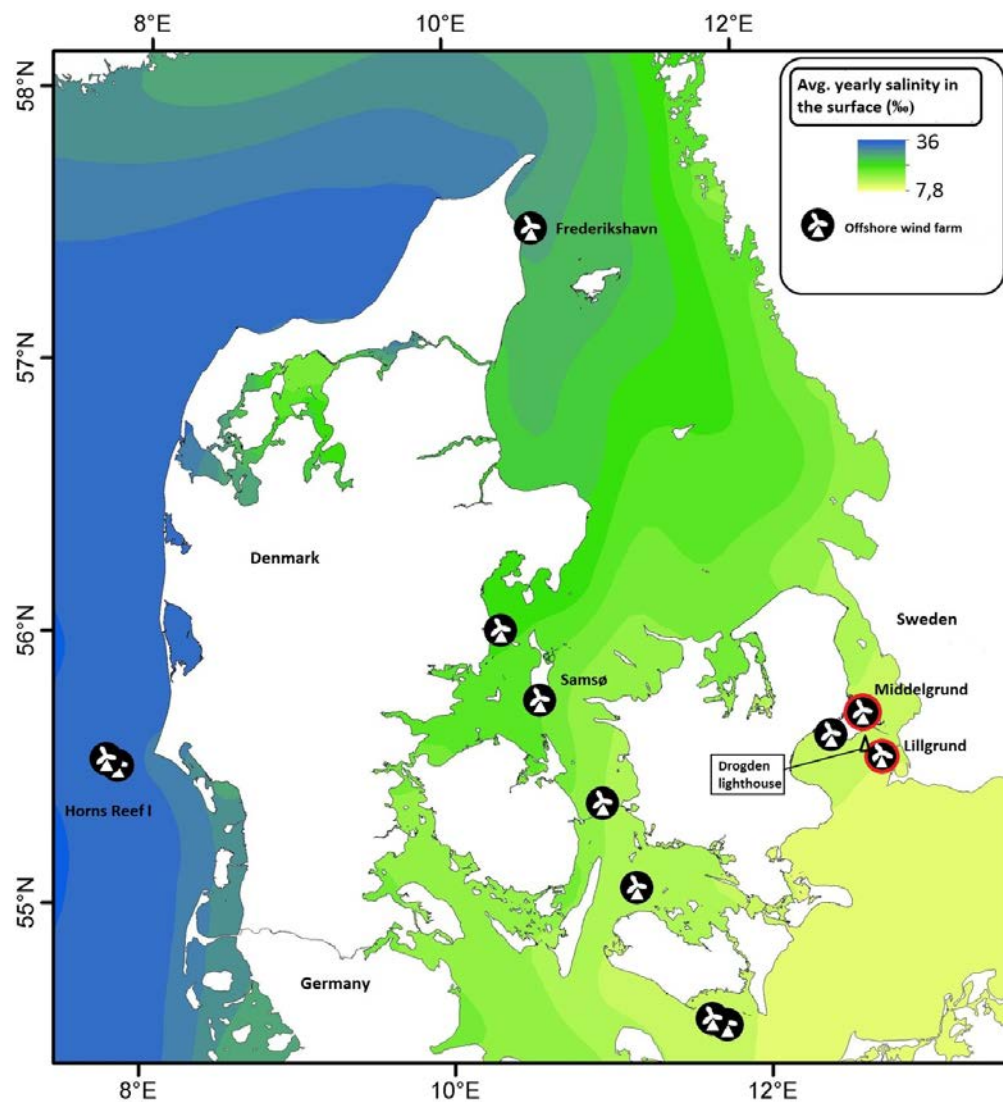 8°E
10°E
12°E
58°N
57°N
56°N
55°N
Avg. yearly salinity in
the surface (‰)
36
7,8
Offshore wind farm
Frederikshavn
Denmark
Sweden
Samsø
Middelgrund
Lillgrund
Drogden
lighthouse
Horns Reef I
Germany
8°E
10°E
12°E